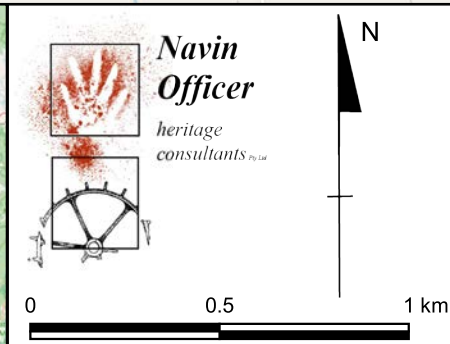 Navin
Officer
heritage
consultants Pty Ltd
N
0 0.5 1 km